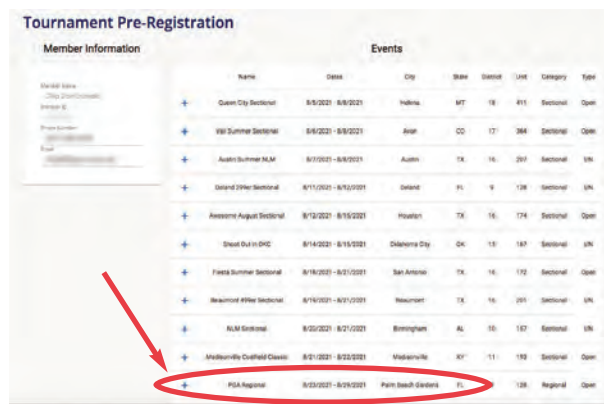 Tournament Pre-Registration
Member Information
Events
Name Dates City State District Unit Category Type
Member Name
Phone Number
Email
+ Queen City Sectional 8/5/2021 - 8/8/2021 Helena MT 18 411 Sectional Open
+ Vail Summer Sectional 8/6/2021 - 8/8/2021 Avon CO 17 364 Sectional Open
+ Austin Summer NLM 8/7/2021 - 8/8/2021 Austin TX 16 207 Sectional I/N
+ Deland 299er Sectional 8/11/2021 - 8/12/2021 Deland FL 9 128 Sectional I/N
+ Awesome August Sectional 8/12/2021 - 8/15/2021 Houston TX 16 174 Sectional Open
+ Shoot Out in OKC 8/14/2021 - 8/15/2021 Oklahoma City OK 15 167 Sectional I/N
+ Fiesta Summer Sectional 8/18/2021 - 8/21/2021 San Antonio TX 16 172 Sectional Open
+ Beaumont 499er Sectional 8/19/2021 - 8/21/2021 Beaumont TX 16 201 Sectional I/N
+ NLM Sectional 8/20/2021 - 8/21/2021 Birmingham AL 10 157 Sectional I/N
+ Madisonville Coalfield Classic 8/21/2021 - 8/22/2021 Madisonville KY 11 193 Sectional Open
+ PGA Regional 8/23/2021 - 8/29/2021 Palm Beach Gardens FL 128 Regional Open